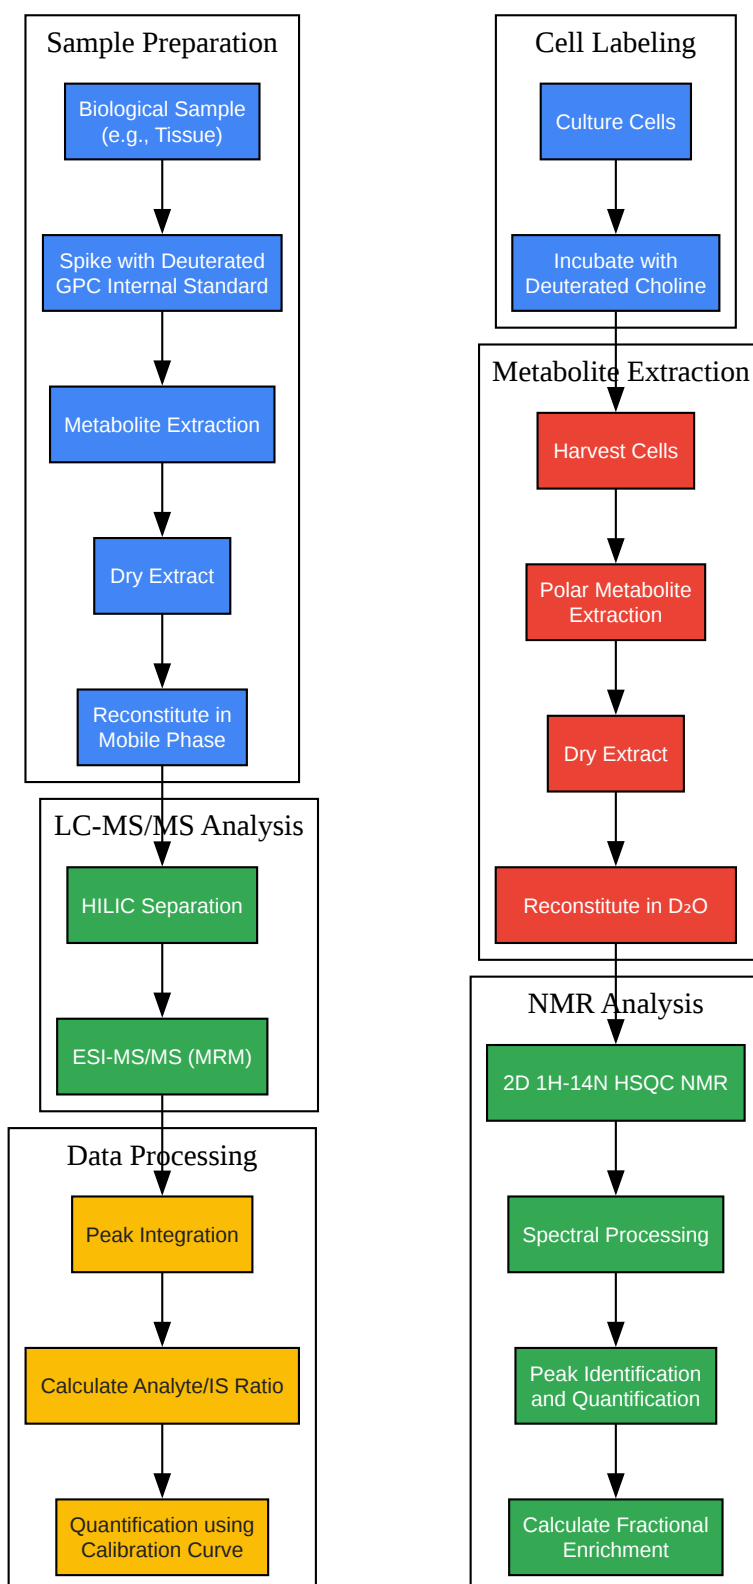 Sample Preparation
Biological Sample
(e.g., Tissue)
Spike with Deuterated
GPC Internal Standard
Metabolite Extraction
Dry Extract
Reconstitute in
Mobile Phase
LC-MS/MS Analysis
HILIC Separation
ESI-MS/MS (MRM)
Data Processing
Peak Integration
Calculate Analyte/IS Ratio
Quantification using
Calibration Curve
Cell Labeling
Culture Cells
Incubate with
Deuterated Choline
Metabolite Extraction
Harvest Cells
Polar Metabolite
Extraction
Dry Extract
Reconstitute in D₂O
NMR Analysis
2D 1H-14N HSQC NMR
Spectral Processing
Peak Identification
and Quantification
Calculate Fractional
Enrichment